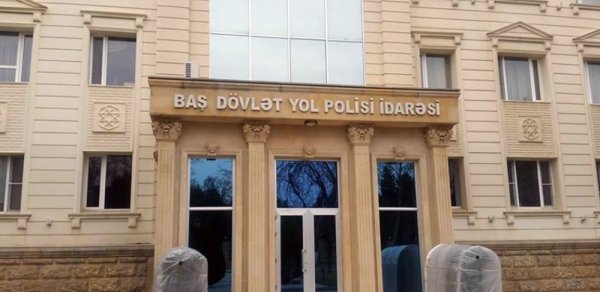 BAŞ DÖVLƏT YOL POLİSİ İDARƏSİ